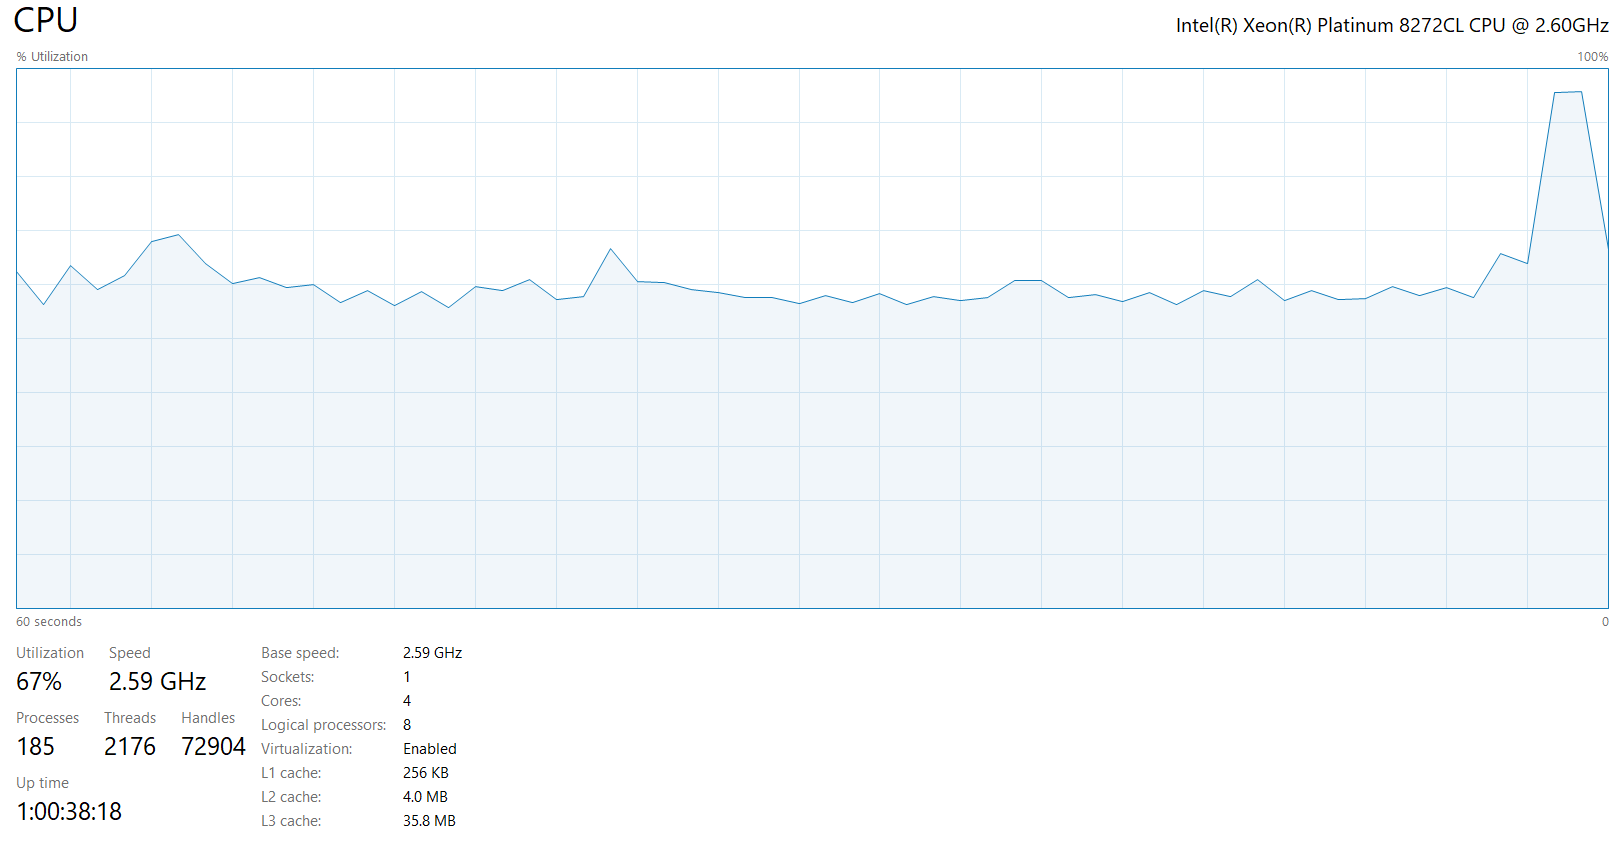 CPU
Intel(R) Xeon(R) Platinum 8272CL CPU @ 2.60GHz
% Utilization
100%
60 seconds
0
Utilization
Speed
67%
2.59 GHz
Processes
Threads
Handles
185
2176
72904
Up time
1:00:38:18
Base speed:
2.59 GHz
Sockets:
1
Cores:
4
Logical processors:
8
Virtualization:
Enabled
L1 cache:
256 KB
L2 cache:
4.0 MB
L3 cache:
35.8 MB